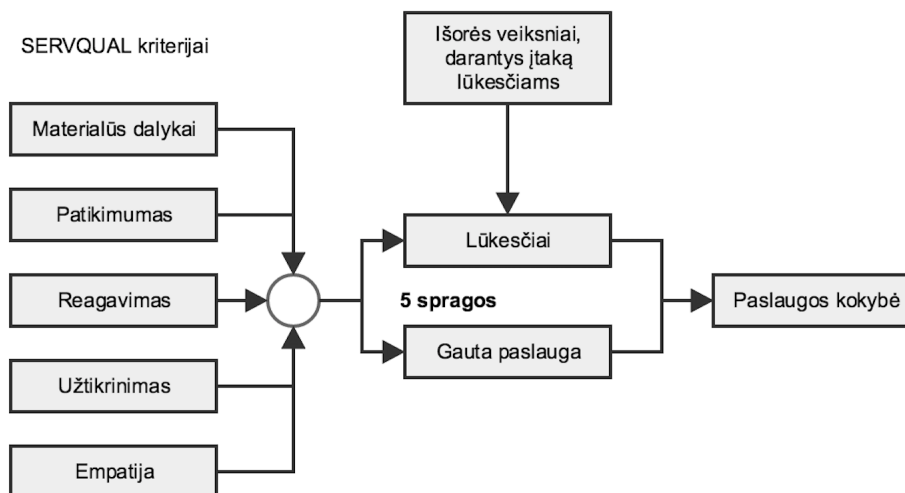 SERVQUAL kriterijai
Išorės veiksniai,
darantys įtaką
lūkesčiams
Materialūs dalykai
Patikimumas
Reagavimas
Užtikrinimas
Empatija
Lūkesčiai
5 spragos
Gauta paslauga
Paslaugos kokybė